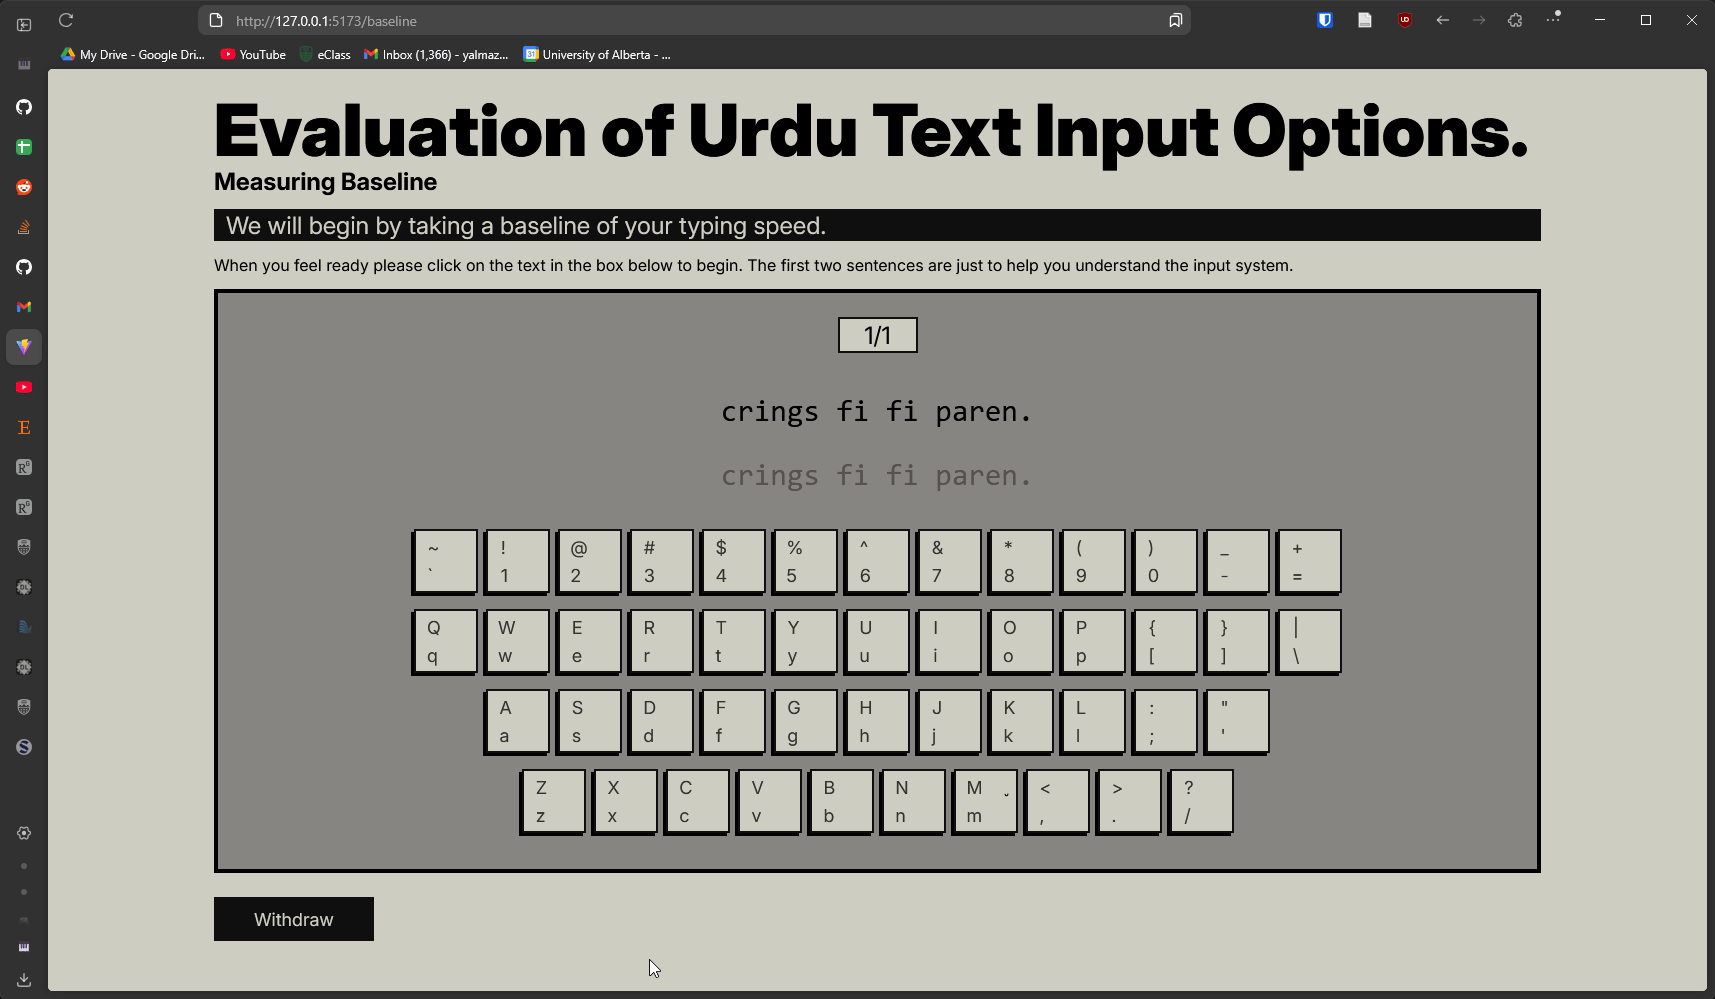 http://127.0.0.1:5173/baseline
My Drive - Google Dri... YouTube eClass Inbox (1,366) - yalmaz... University of Alberta - ...
Evaluation of Urdu Text Input Options.
Measuring Baseline
We will begin by taking a baseline of your typing speed.
When you feel ready please click on the text in the box below to begin. The first two sentences are just to help you understand the input system.
1/1
crings fi fi paren.
crings fi fi paren.
~ ! @ # $ % ^ & * ( ) _ +
` 1 2 3 4 5 6 7 8 9 0 - =
Q W E R T Y U I O P { } |
q w e r t y u i o p [ ] \
A S D F G H J K L : "
a s d f g h j k l ; '
Z X C V B N M < > ?
z x c v b n m , . /
Withdraw